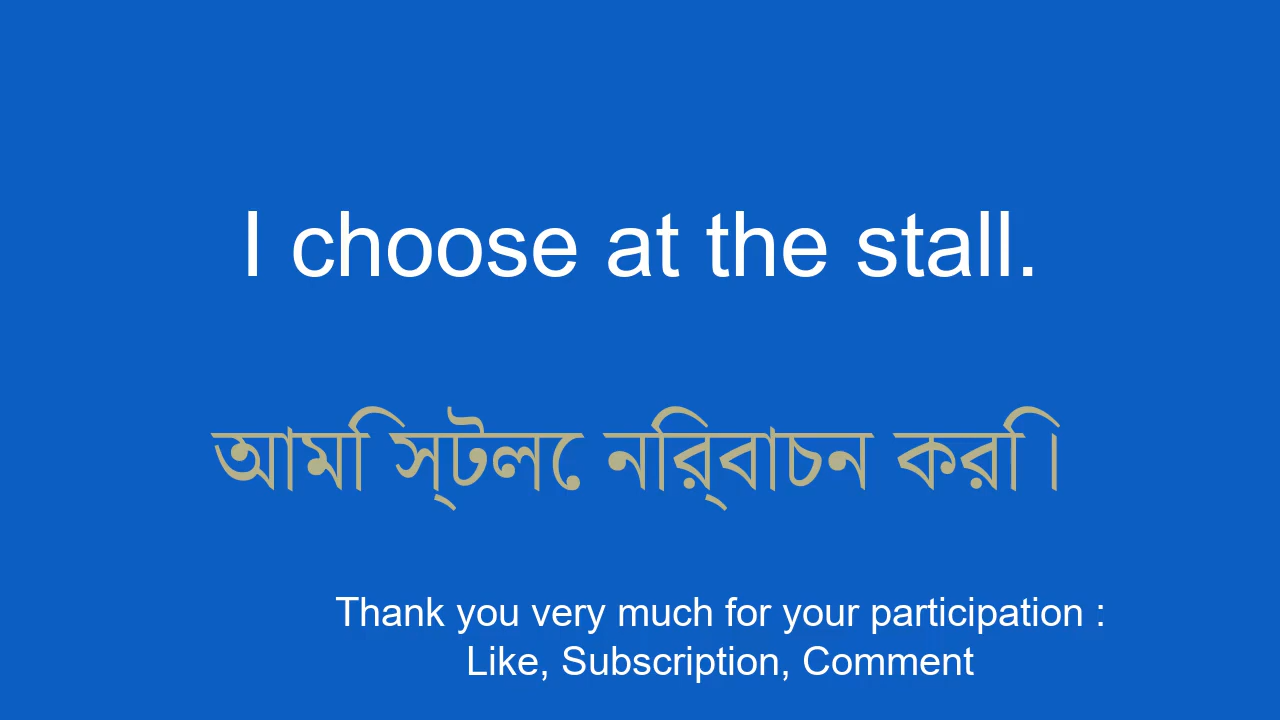 I choose at the stall.
আমি স্টলে নির্বাচন করি।
Thank you very much for your participation :
Like, Subscription, Comment